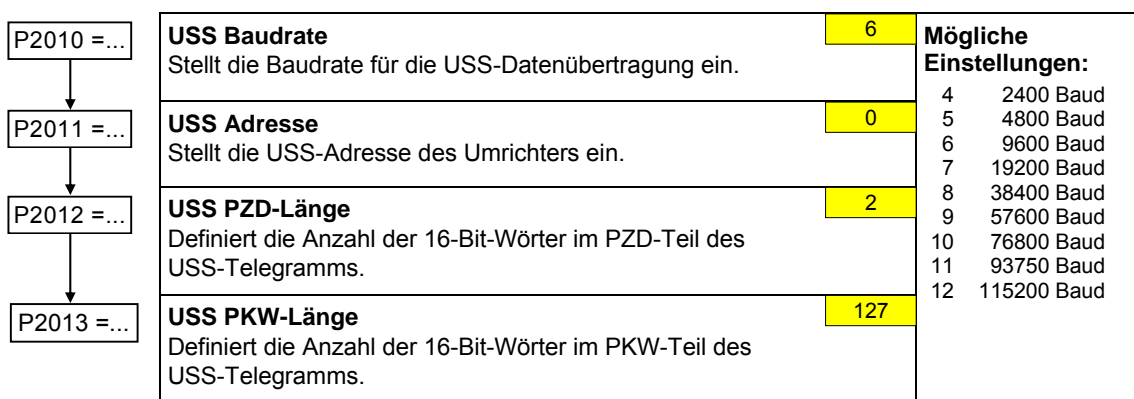 P2010 =...
USS Baudrate
6
Stellt die Baudrate für die USS-Datenübertragung ein.
P2011 =...
USS Adresse
0
Stellt die USS-Adresse des Umrichters ein.
P2012 =...
USS PZD-Länge
2
Definiert die Anzahl der 16-Bit-Wörter im PZD-Teil des
USS-Telegramms.
P2013 =...
USS PKW-Länge
127
Definiert die Anzahl der 16-Bit-Wörter im PKW-Teil des
USS-Telegramms.
Mögliche
Einstellungen:
4 2400 Baud
5 4800 Baud
6 9600 Baud
7 19200 Baud
8 38400 Baud
9 57600 Baud
10 76800 Baud
11 93750 Baud
12 115200 Baud